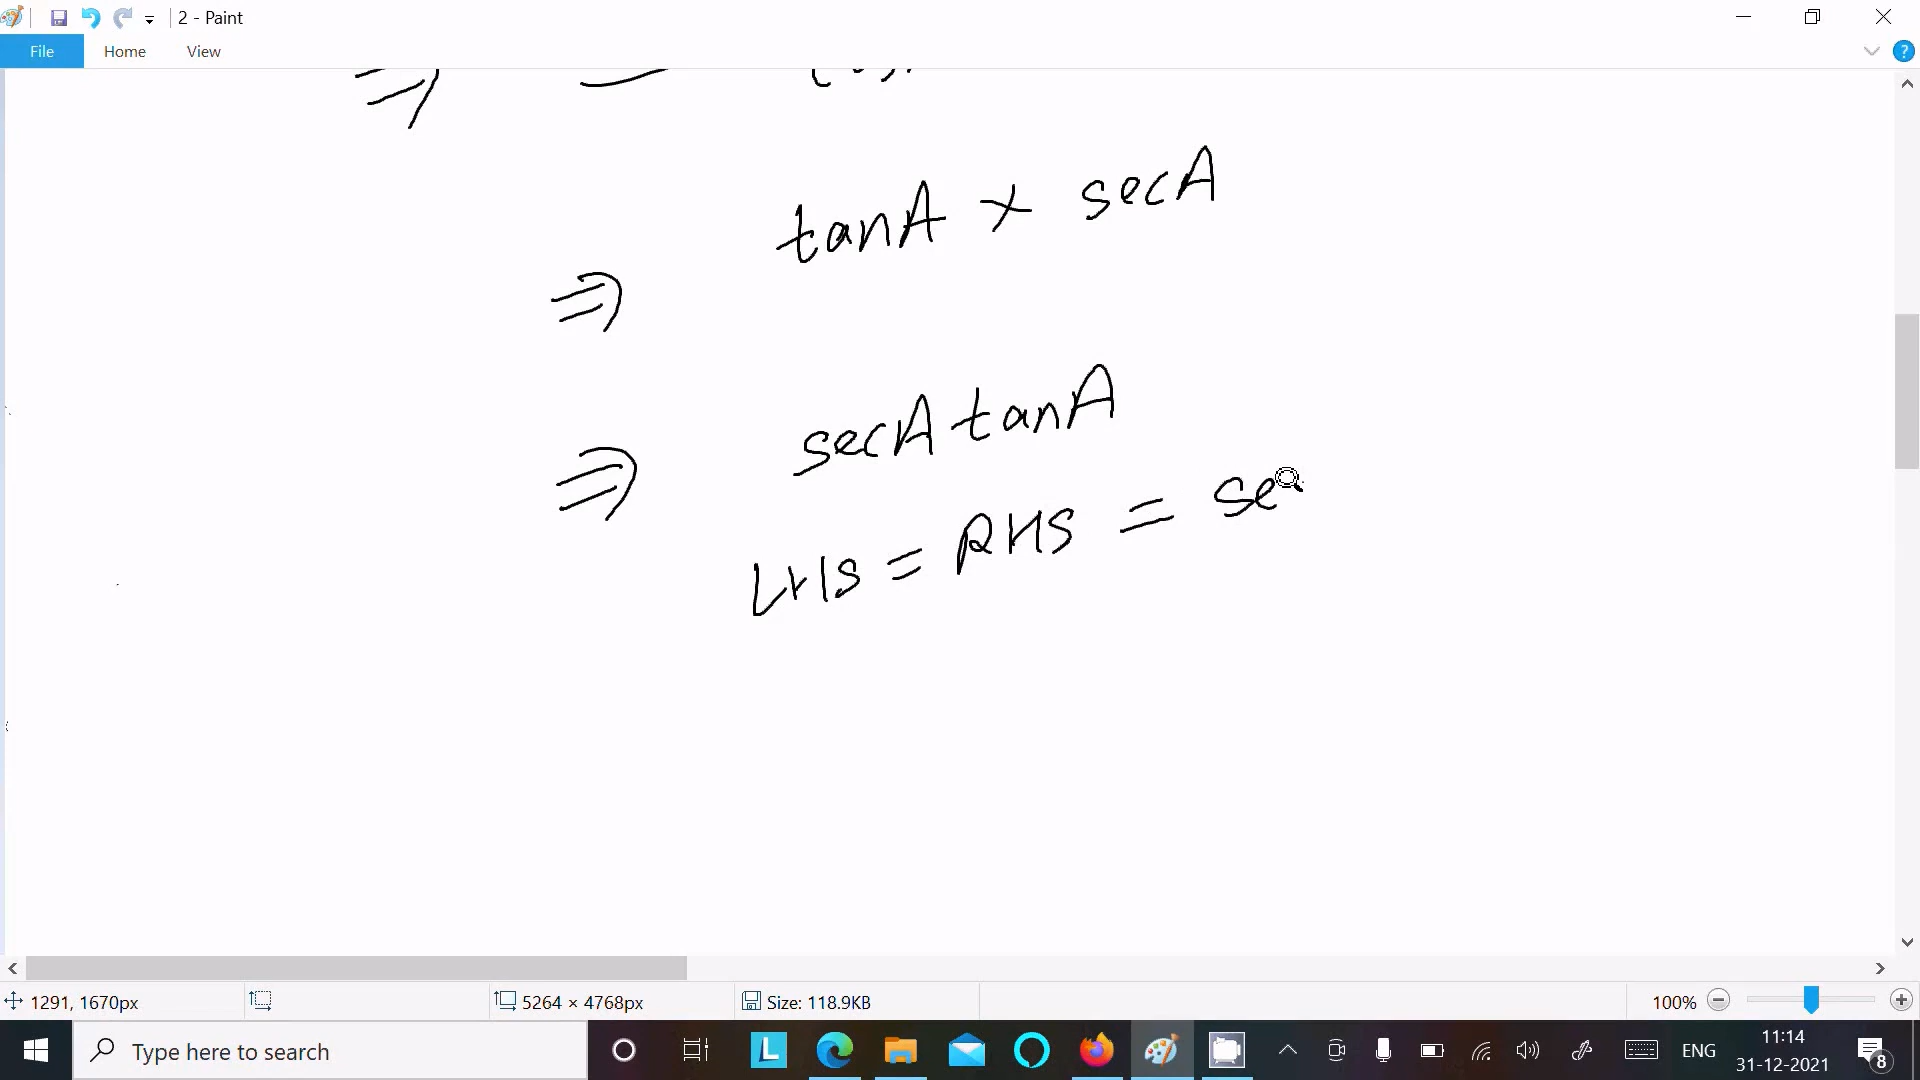 2 - Paint
File Home View
⇒
tanA × secA
⇒
secA tanA
⇒
LHS = RHS = se
1291, 1670px 5264 × 4768px Size: 118.9KB 100%
Type here to search L ENG 11:14
31-12-2021 8